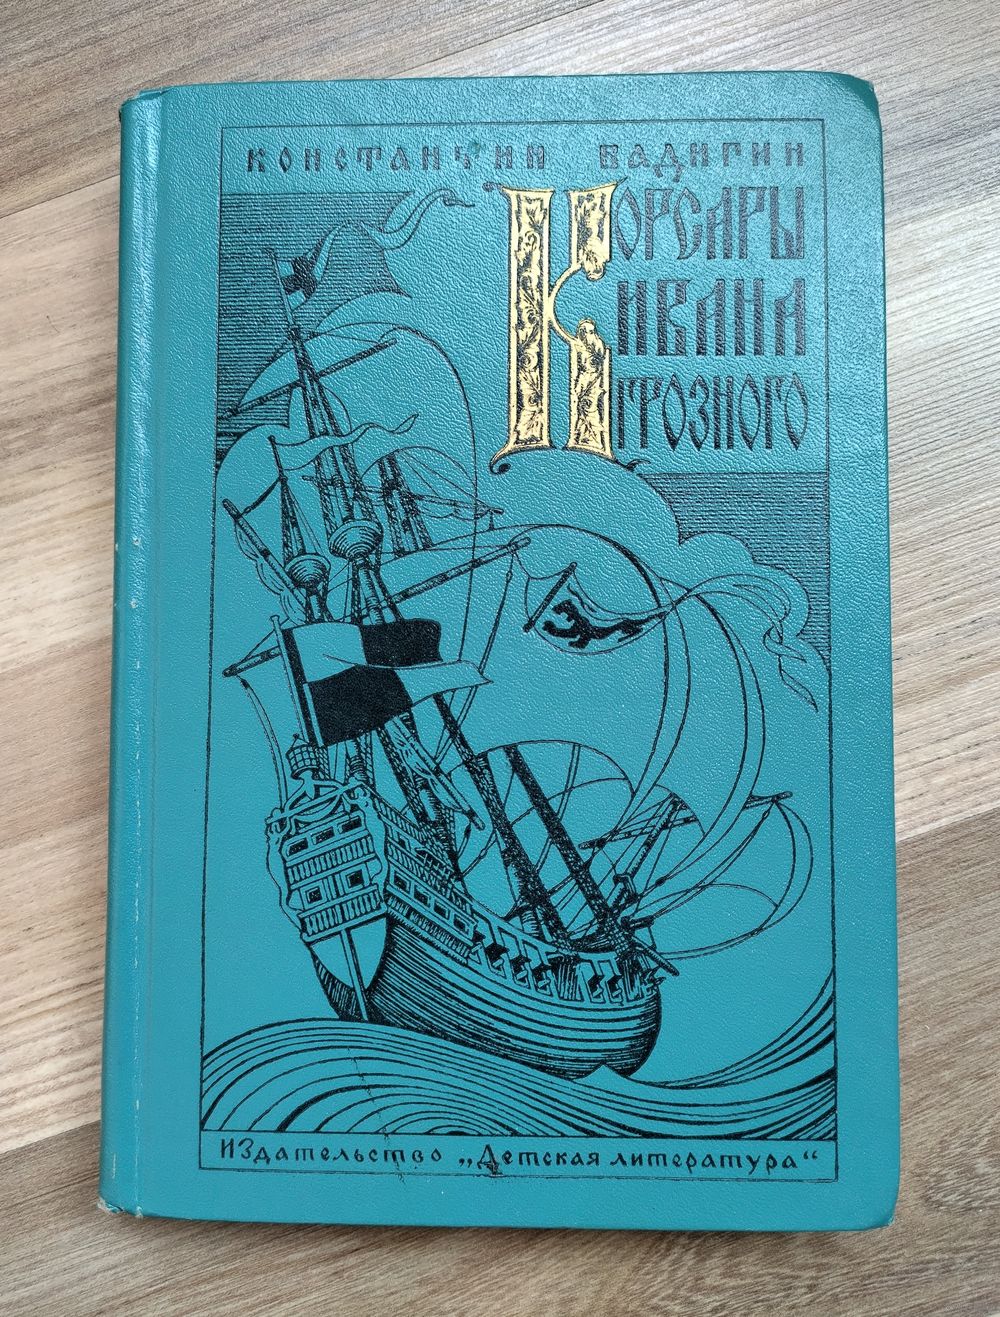 Константин Бадигин
Корсары
Ивана
Грозного
Издательство „Детская литература“